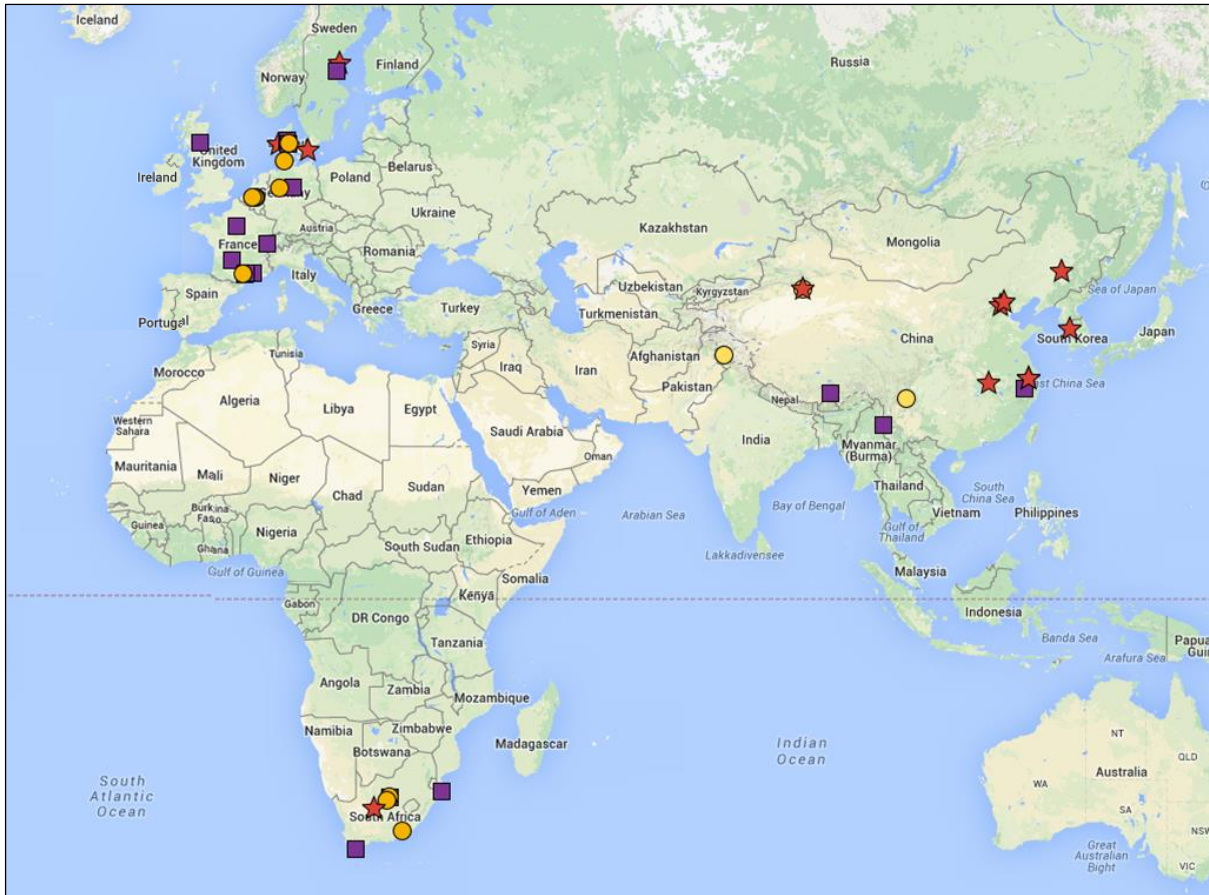 Iceland
Sweden
Finland
Norway
Russia
United
Kingdom
Ireland
Poland
Belarus
Germany
Ukraine
Kazakhstan
Mongolia
Austria
France
Romania
Italy
Spain
Portugal
Greece
Turkey
Uzbekistan
Kyrgyzstan
Turkmenistan
Sea of Japan
China
South Korea
Japan
Tunisia
Syria
Iraq
Iran
Afghanistan
Pakistan
Morocco
Algeria
Libya
Egypt
Nepal
East China Sea
Western
Sahara
Saudi Arabia
Oman
India
Myanmar
(Burma)
Mauritania
Mali
Niger
Chad
Sudan
Yemen
Gulf of Aden
Arabian Sea
Bay of Bengal
Thailand
South
China Sea
Vietnam
Philippines
Guinea
Burkina
Faso
Ghana
Nigeria
South Sudan
Ethiopia
Gulf of
Thailand
Lakkadivensee
Gulf of Guinea
Somalia
Malaysia
Gabon
Kenya
DR Congo
Indonesia
Tanzania
Banda Sea
Papua
Arafura Sea
Angola
Zambia
Mozambique
Namibia
Zimbabwe
Botswana
Madagascar
Indian
Ocean
NT
QLD
South
Atlantic
Ocean
Australia
WA
SA
South Africa
NSW
Great
Australian
Bight
VIC